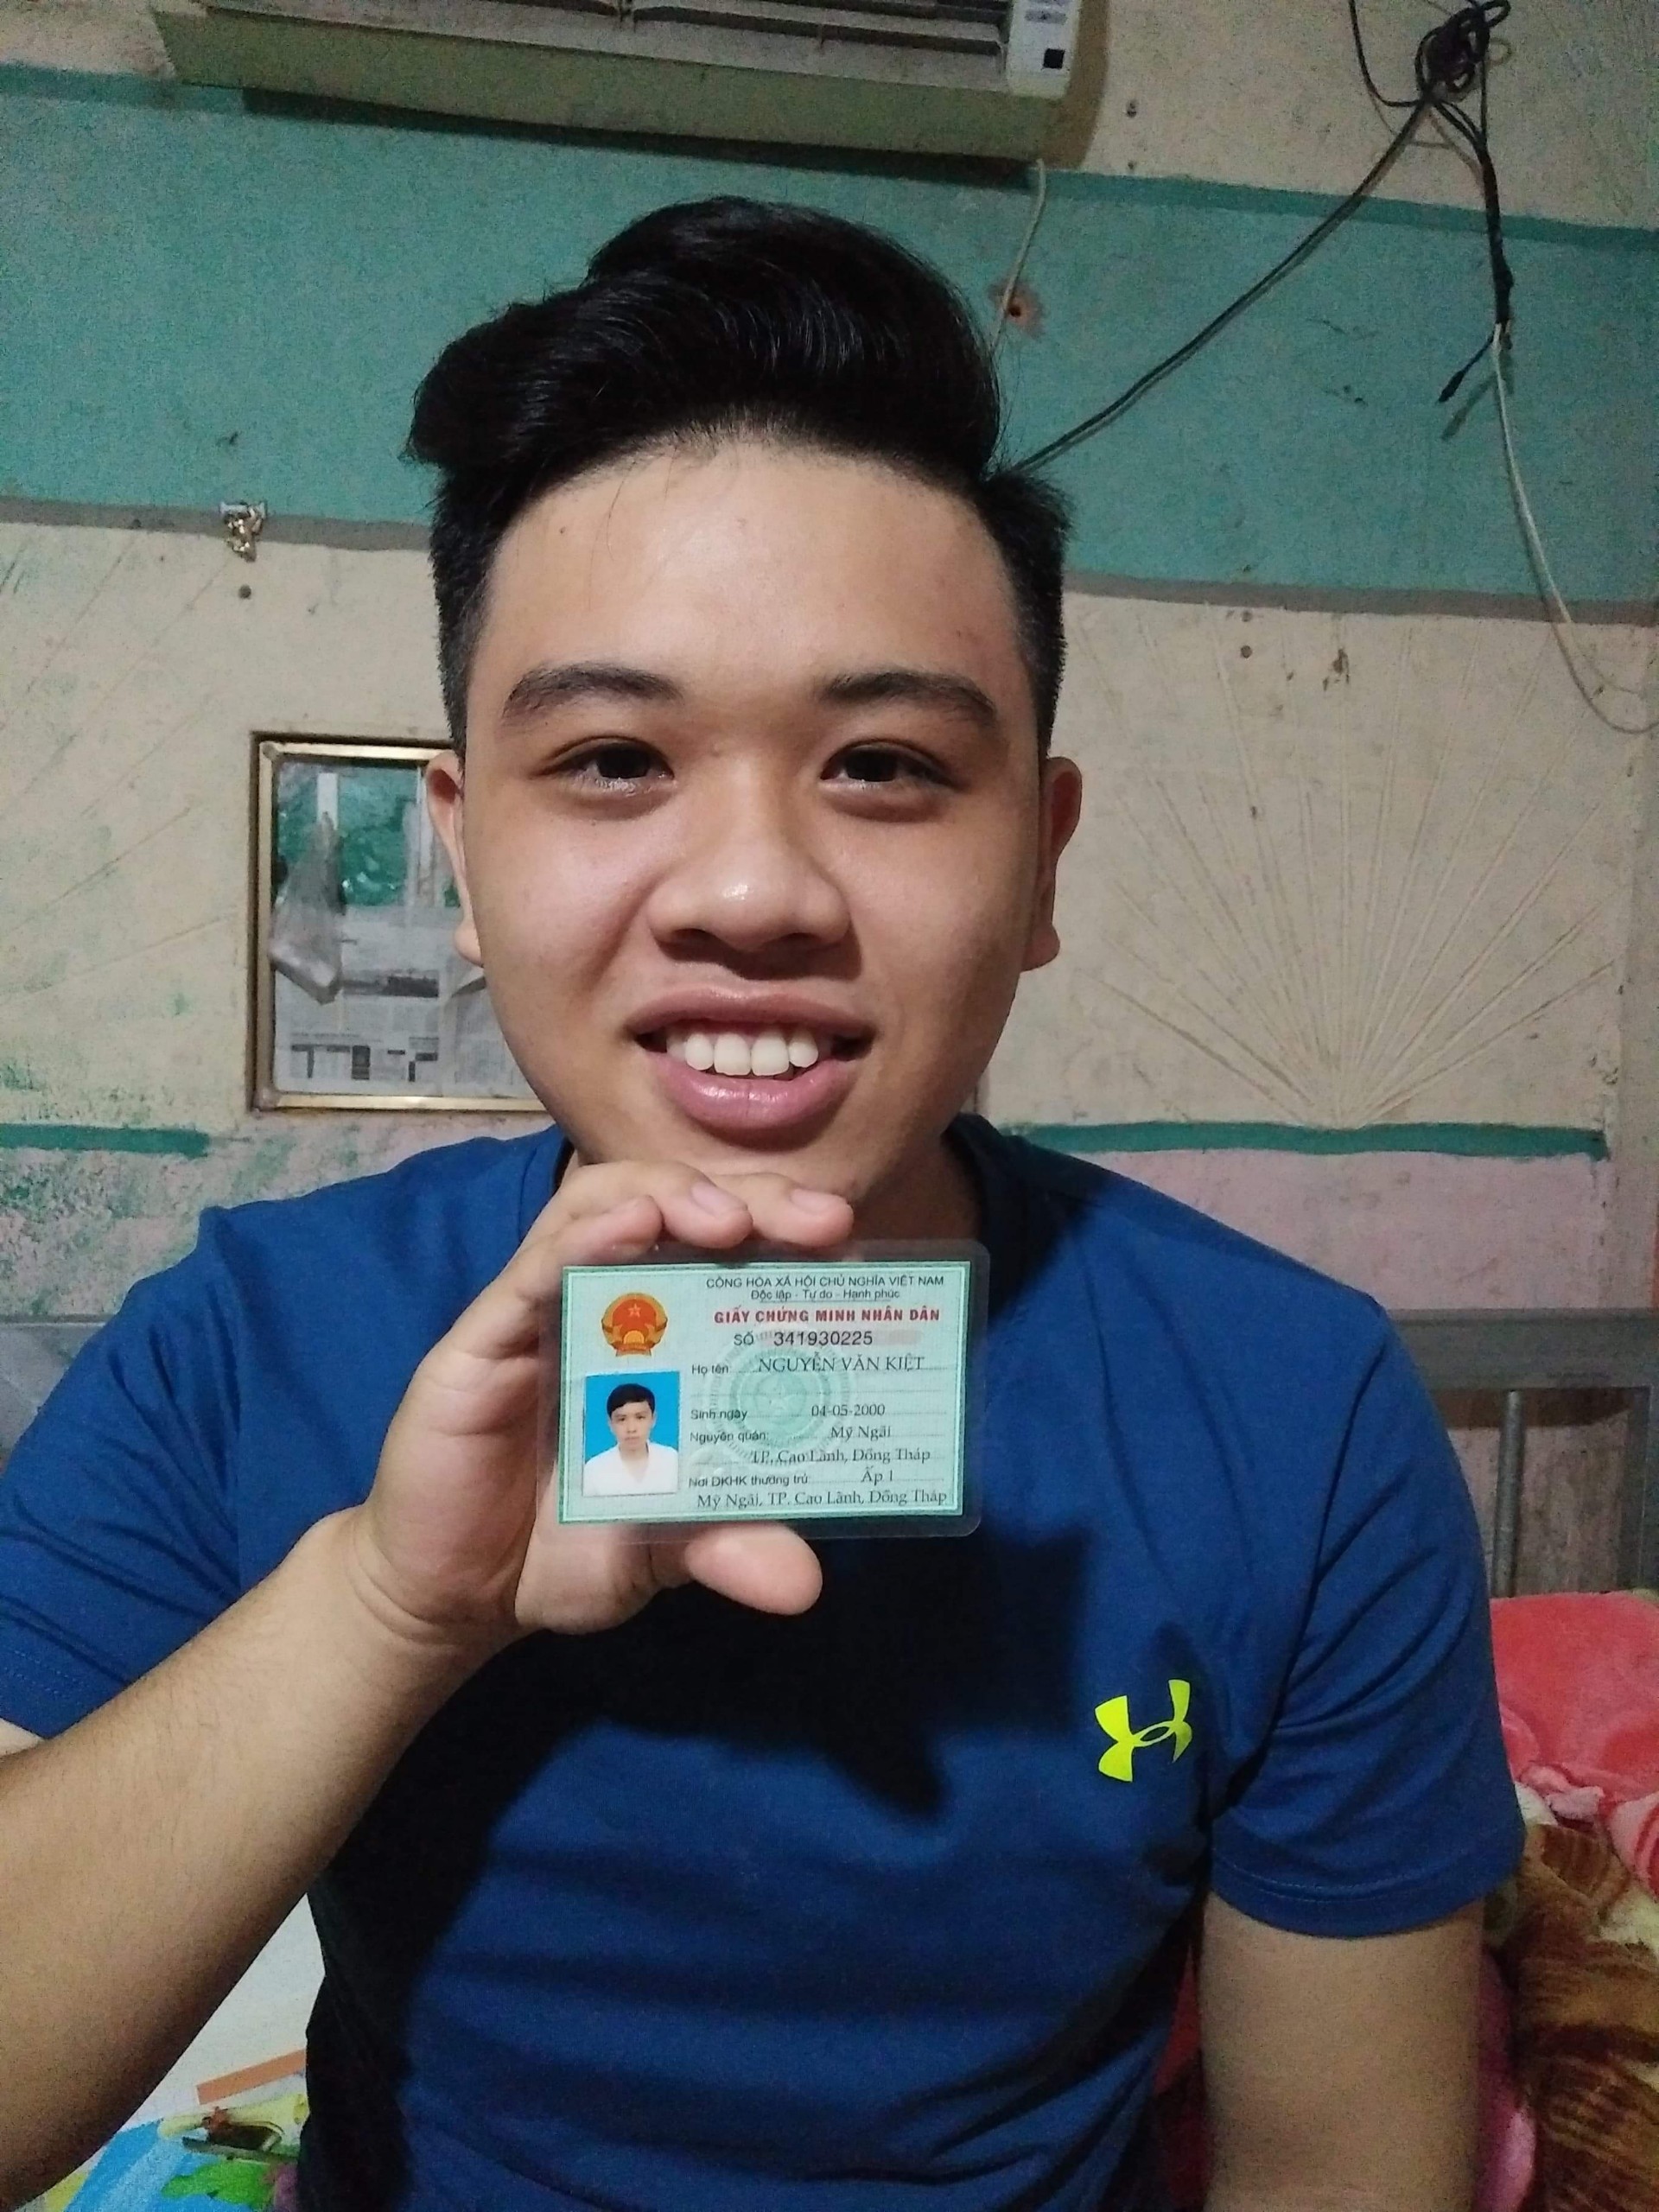 CỘNG HÒA XÃ HỘI CHỦ NGHĨA VIỆT NAM
Độc lập - Tự do - Hạnh phúc
GIẤY CHỨNG MINH NHÂN DÂN
SỐ 341930225
Họ tên: NGUYỄN VĂN KIỆT
Sinh ngày 04-05-2000
Nguyên quán: Mỹ Ngãi
TP. Cao Lãnh, Đồng Tháp
Nơi ĐKHK thường trú: Ấp 1
Mỹ Ngãi, TP. Cao Lãnh, Đồng Tháp